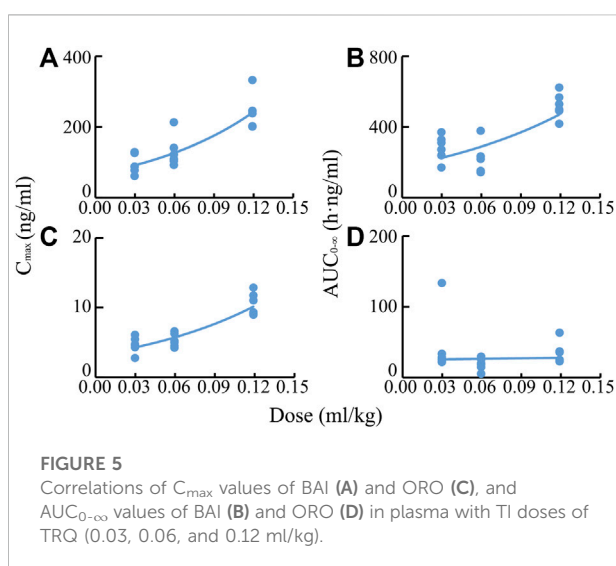 A
400
200
0
0.00 0.03 0.06 0.09 0.12 0.15
B
800
400
0
0.00 0.03 0.06 0.09 0.12 0.15
Cmax (ng/ml)
AUC0-∞ (h·ng/ml)
C
20
10
0
0.00 0.03 0.06 0.09 0.12 0.15
D
200
100
0
0.00 0.03 0.06 0.09 0.12 0.15
Dose (ml/kg)
FIGURE 5
Correlations of Cmax values of BAI (A) and ORO (C), and
AUC0-∞ values of BAI (B) and ORO (D) in plasma with TI doses of
TRQ (0.03, 0.06, and 0.12 ml/kg).